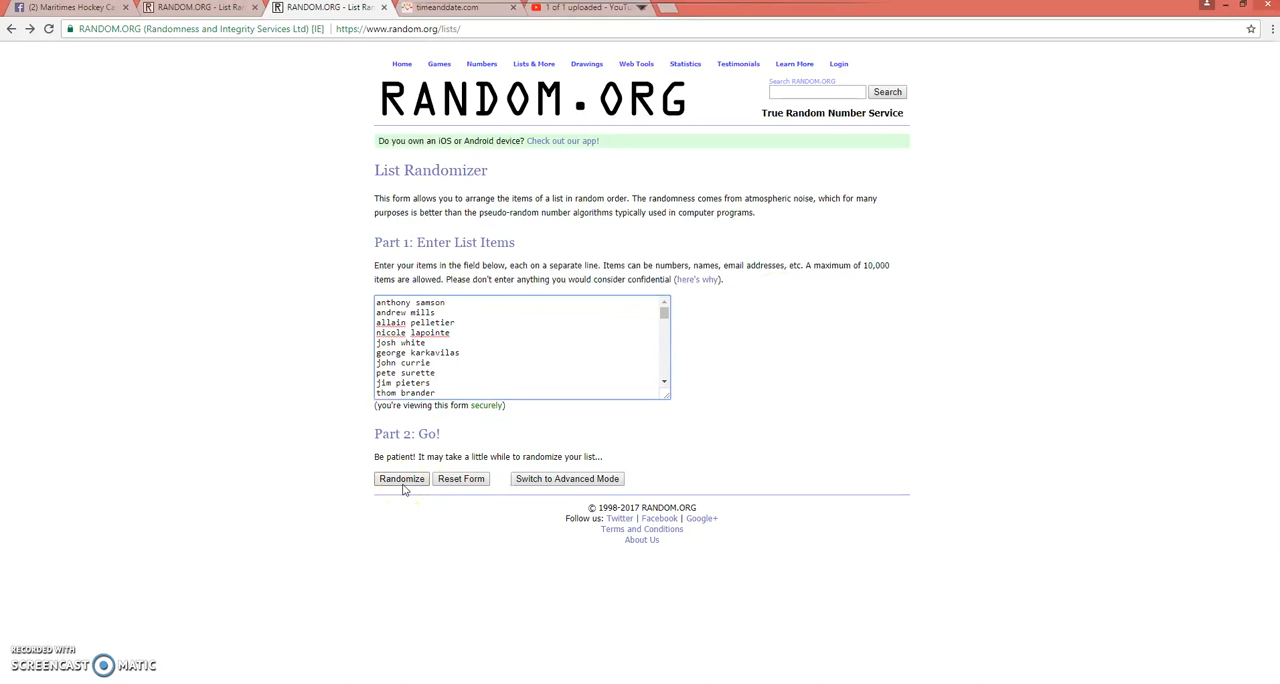 (2) Maritimes Hockey Ca
RANDOM.ORG - List Ra
RANDOM.ORG - List Ra
timeanddate.com
1 of 1 uploaded - YouTu
RANDOM.ORG (Randomness and Integrity Services Ltd) [IE]
https://www.random.org/lists/
Home Games Numbers Lists & More Drawings Web Tools Statistics Testimonials Learn More Login
RANDOM.ORG
Search RANDOM.ORG
Search
True Random Number Service
Do you own an iOS or Android device? Check out our app!
List Randomizer
This form allows you to arrange the items of a list in random order. The randomness comes from atmospheric noise, which for many
purposes is better than the pseudo-random number algorithms typically used in computer programs.
Part 1: Enter List Items
Enter your items in the field below, each on a separate line. Items can be numbers, names, email addresses, etc. A maximum of 10,000
items are allowed. Please don't enter anything you would consider confidential (here's why).
anthony samson
andrew mills
allain pelletier
nicole lapointe
josh white
george karkavilas
john currie
pete surette
jim pieters
thom brander
(you're viewing this form securely)
Part 2: Go!
Be patient! It may take a little while to randomize your list...
Randomize Reset Form Switch to Advanced Mode
© 1998-2017 RANDOM.ORG
Follow us: Twitter | Facebook | Google+
Terms and Conditions
About Us
RECORDED WITH
SCREENCAST MATIC